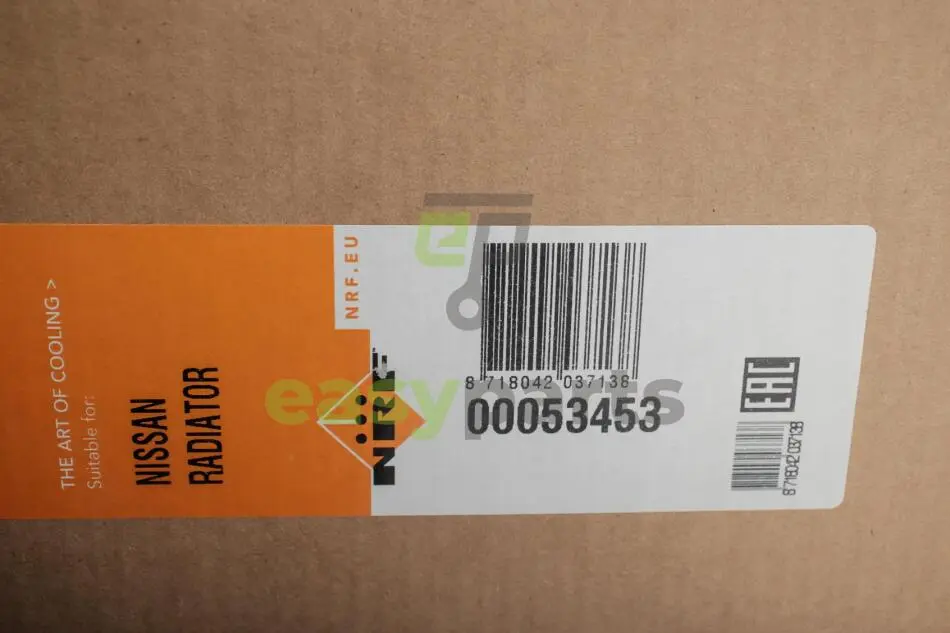 THE ART OF COOLING >
Suitable for:
NISSAN
RADIATOR
NRF.EU
NRF
8 718042 037138
00053453
EAC
8718042037138
easyparts